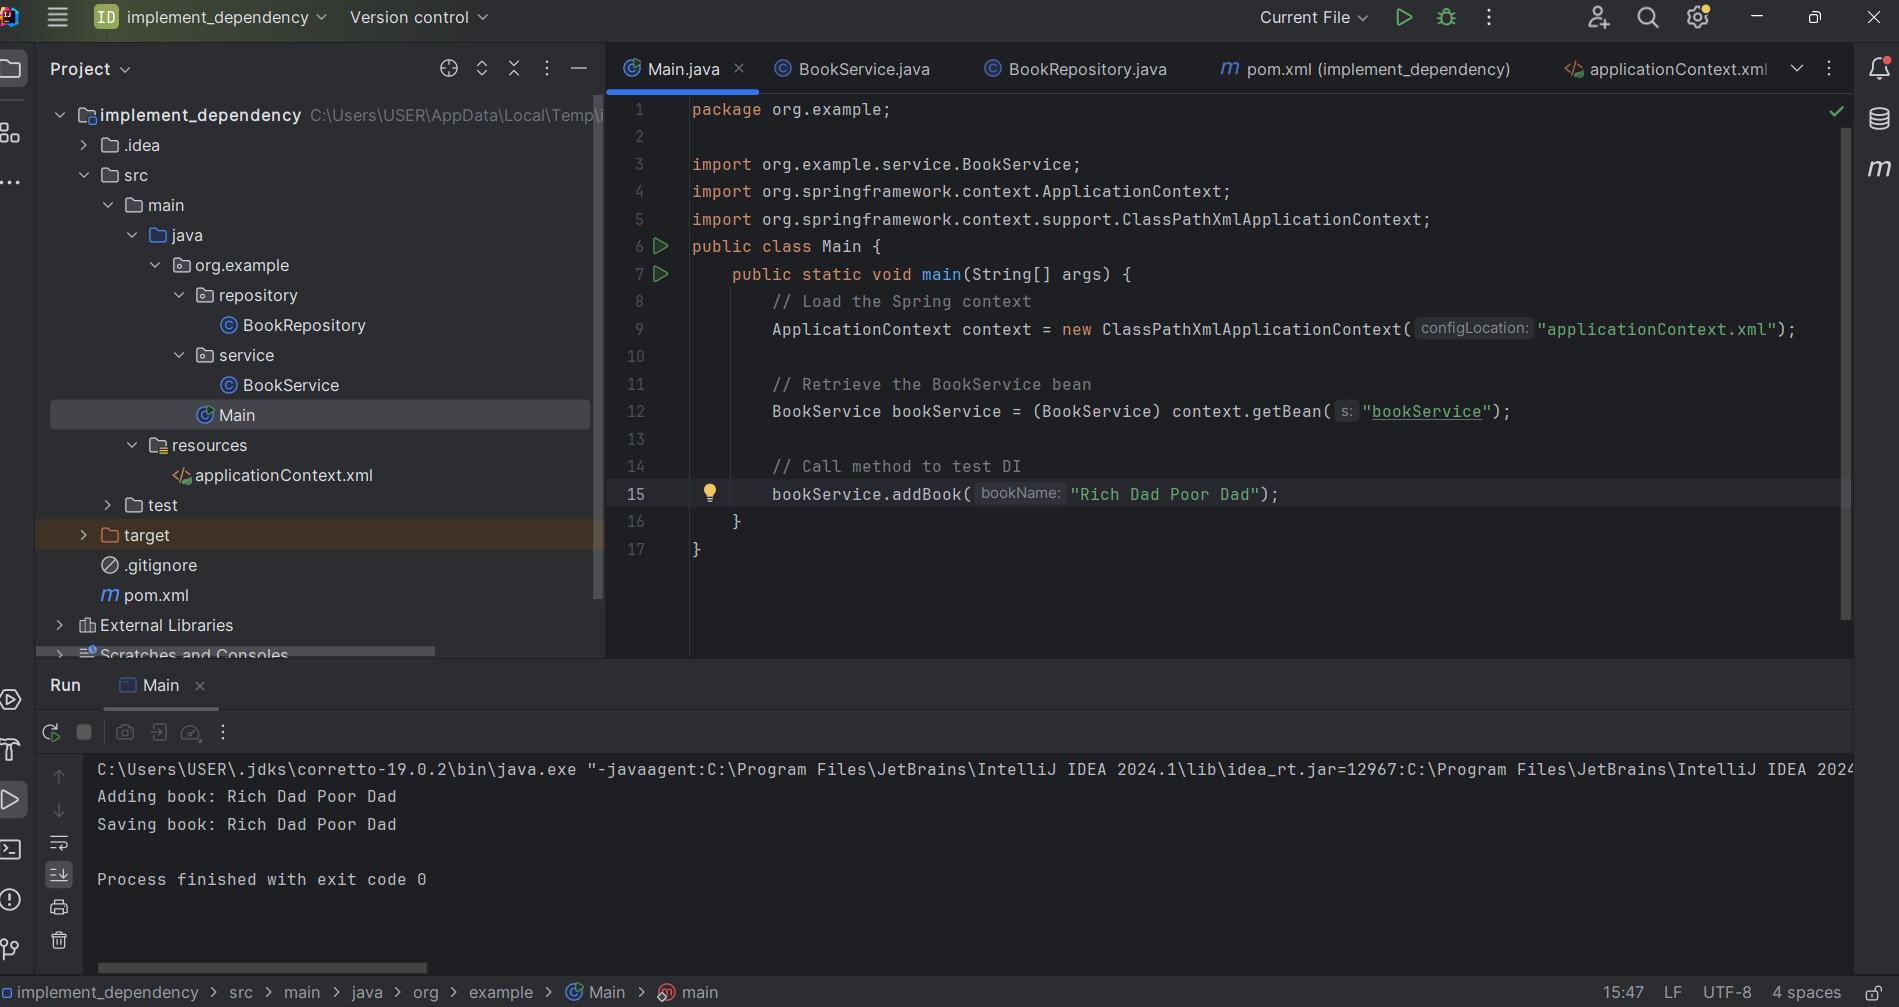 ID implement_dependency Version control Current File
Project
Main.java BookService.java BookRepository.java m pom.xml (implement_dependency) applicationContext.xml
implement_dependency C:\Users\USER\AppData\Local\Temp\i
.idea
src
main
java
org.example
repository
BookRepository
service
BookService
Main
resources
applicationContext.xml
test
target
.gitignore
m pom.xml
External Libraries
Scratches and Consoles
1 package org.example;
2
3 import org.example.service.BookService;
4 import org.springframework.context.ApplicationContext;
5 import org.springframework.context.support.ClassPathXmlApplicationContext;
6 public class Main {
7 public static void main(String[] args) {
8 // Load the Spring context
9 ApplicationContext context = new ClassPathXmlApplicationContext( configLocation: "applicationContext.xml");
10
11 // Retrieve the BookService bean
12 BookService bookService = (BookService) context.getBean( s: "bookService");
13
14 // Call method to test DI
15 bookService.addBook( bookName: "Rich Dad Poor Dad");
16 }
17 }
m
Run Main
C:\Users\USER\.jdks\corretto-19.0.2\bin\java.exe "-javaagent:C:\Program Files\JetBrains\IntelliJ IDEA 2024.1\lib\idea_rt.jar=12967:C:\Program Files\JetBrains\IntelliJ IDEA 2024
Adding book: Rich Dad Poor Dad
Saving book: Rich Dad Poor Dad
Process finished with exit code 0
implement_dependency > src > main > java > org > example > Main > main 15:47 LF UTF-8 4 spaces